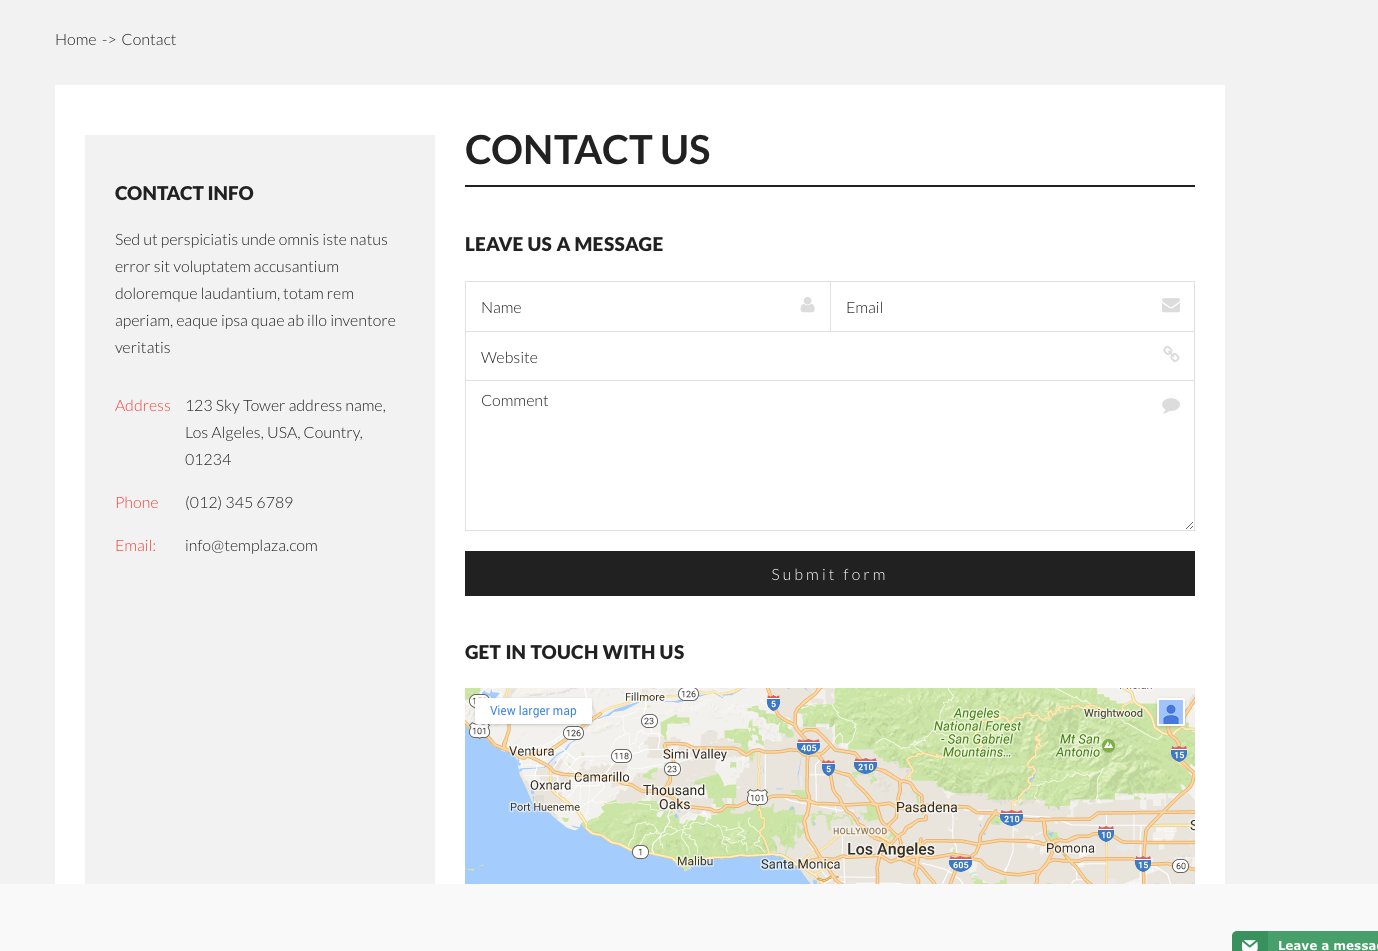 Home -> Contact
CONTACT INFO
Sed ut perspiciatis unde omnis iste natus
error sit voluptatem accusantium
doloremque laudantium, totam rem
aperiam, eaque ipsa quae ab illo inventore
veritatis
Address 123 Sky Tower address name,
Los Algeles, USA, Country,
01234
Phone (012) 345 6789
Email: info@templaza.com
CONTACT US
LEAVE US A MESSAGE
Name
Email
Website
Comment
Submit form
GET IN TOUCH WITH US
View larger map
Fillmore
126
5
101
23
126
118
Ventura
Simi Valley
23
Camarillo
Oxnard
Thousand
Oaks
Port Hueneme
101
405
5
210
Angeles
National Forest
- San Gabriel
Mountains...
Wrightwood
Mt San
Antonio
15
Pasadena
210
10
HOLLYWOOD
Los Angeles
Pomona
1
Malibu
Santa Monica
605
15
60
Leave a messa